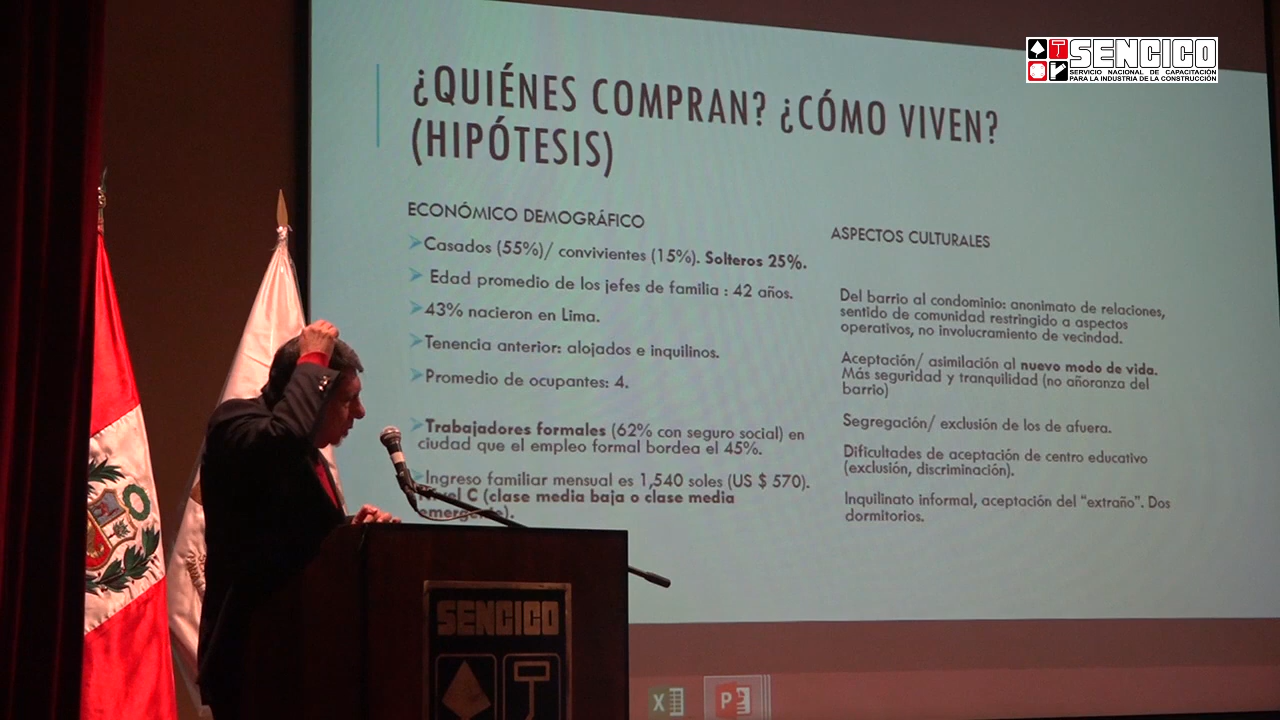 SENCICO
SERVICIO NACIONAL DE CAPACITACIÓN
PARA LA INDUSTRIA DE LA CONSTRUCCIÓN
¿QUIÉNES COMPRAN? ¿CÓMO VIVEN?
(HIPÓTESIS)
ECONÓMICO DEMOGRÁFICO
Casados (55%)/ convivientes (15%). Solteros 25%.
Edad promedio de los jefes de familia : 42 años.
43% nacieron en Lima.
Tenencia anterior: alojados e inquilinos.
Promedio de ocupantes: 4.
Trabajadores formales (62% con seguro social) en
ciudad que el empleo formal bordea el 45%.
Ingreso familiar mensual es 1,540 soles (US $ 570).
Nivel C (clase media baja o clase media
emergente).
ASPECTOS CULTURALES
Del barrio al condominio: anonimato de relaciones,
sentido de comunidad restringido a aspectos
operativos, no involucramiento de vecindad.
Aceptación/ asimilación al nuevo modo de vida.
Más seguridad y tranquilidad (no añoranza del
barrio)
Segregación/ exclusión de los de afuera.
Dificultades de aceptación de centro educativo
(exclusión, discriminación).
Inquilinato informal, aceptación del “extraño”. Dos
dormitorios.
SENCICO